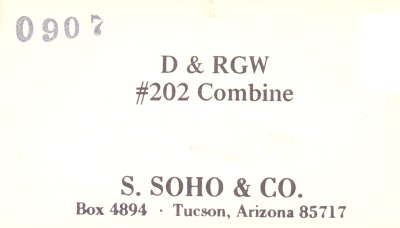 0907
D & RGW
#202 Combine
S. SOHO & CO.
Box 4894 · Tucson, Arizona 85717